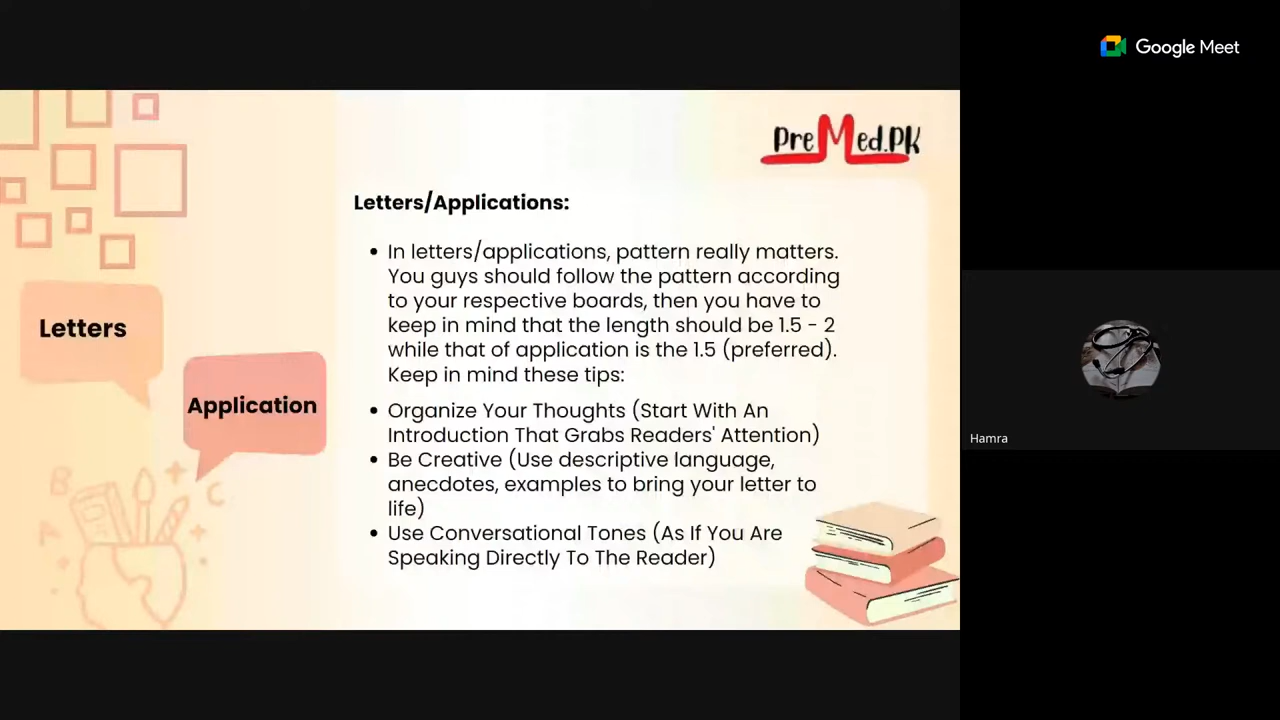 Google Meet
PreMed.PK
Letters/Applications:
• In letters/applications, pattern really matters.
You guys should follow the pattern according
to your respective boards, then you have to
keep in mind that the length should be 1.5 - 2
while that of application is the 1.5 (preferred).
Keep in mind these tips:
• Organize Your Thoughts (Start With An
Introduction That Grabs Readers' Attention)
• Be Creative (Use descriptive language,
anecdotes, examples to bring your letter to
life)
• Use Conversational Tones (As If You Are
Speaking Directly To The Reader)
Letters
Application
B
C
A
Hamra